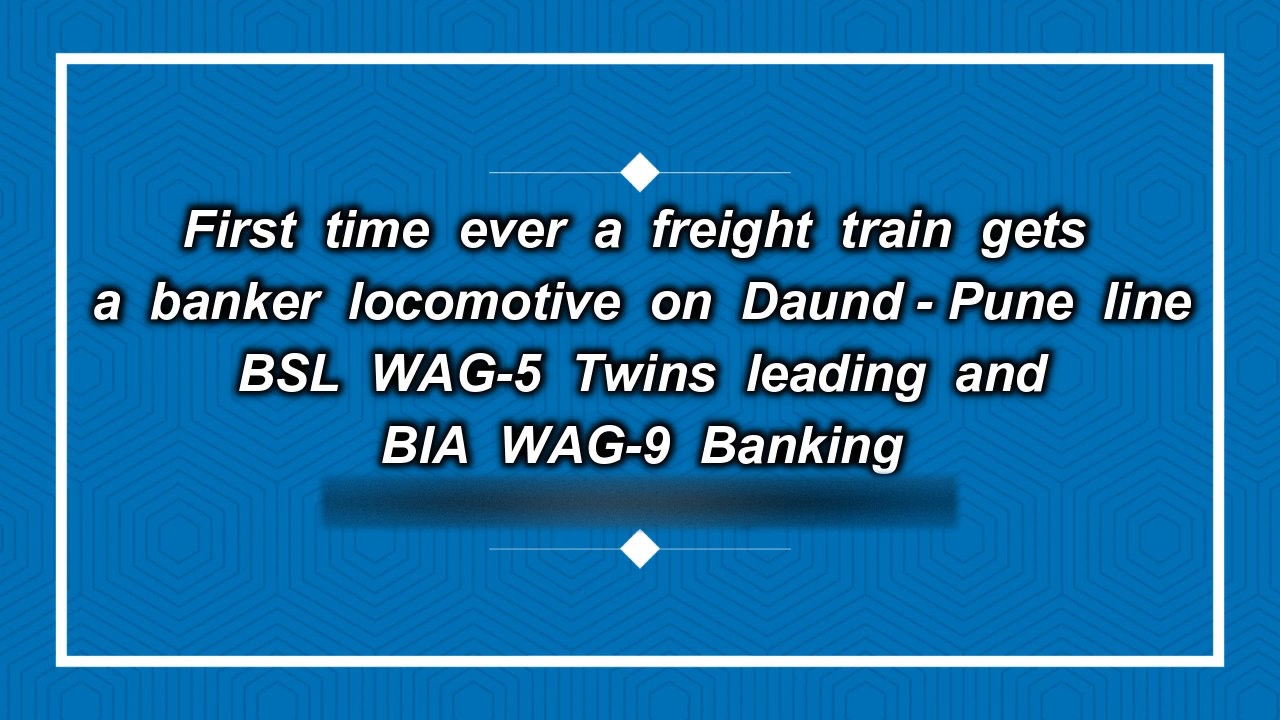 First time ever a freight train gets
a banker locomotive on Daund - Pune line
BSL WAG-5 Twins leading and
BIA WAG-9 Banking